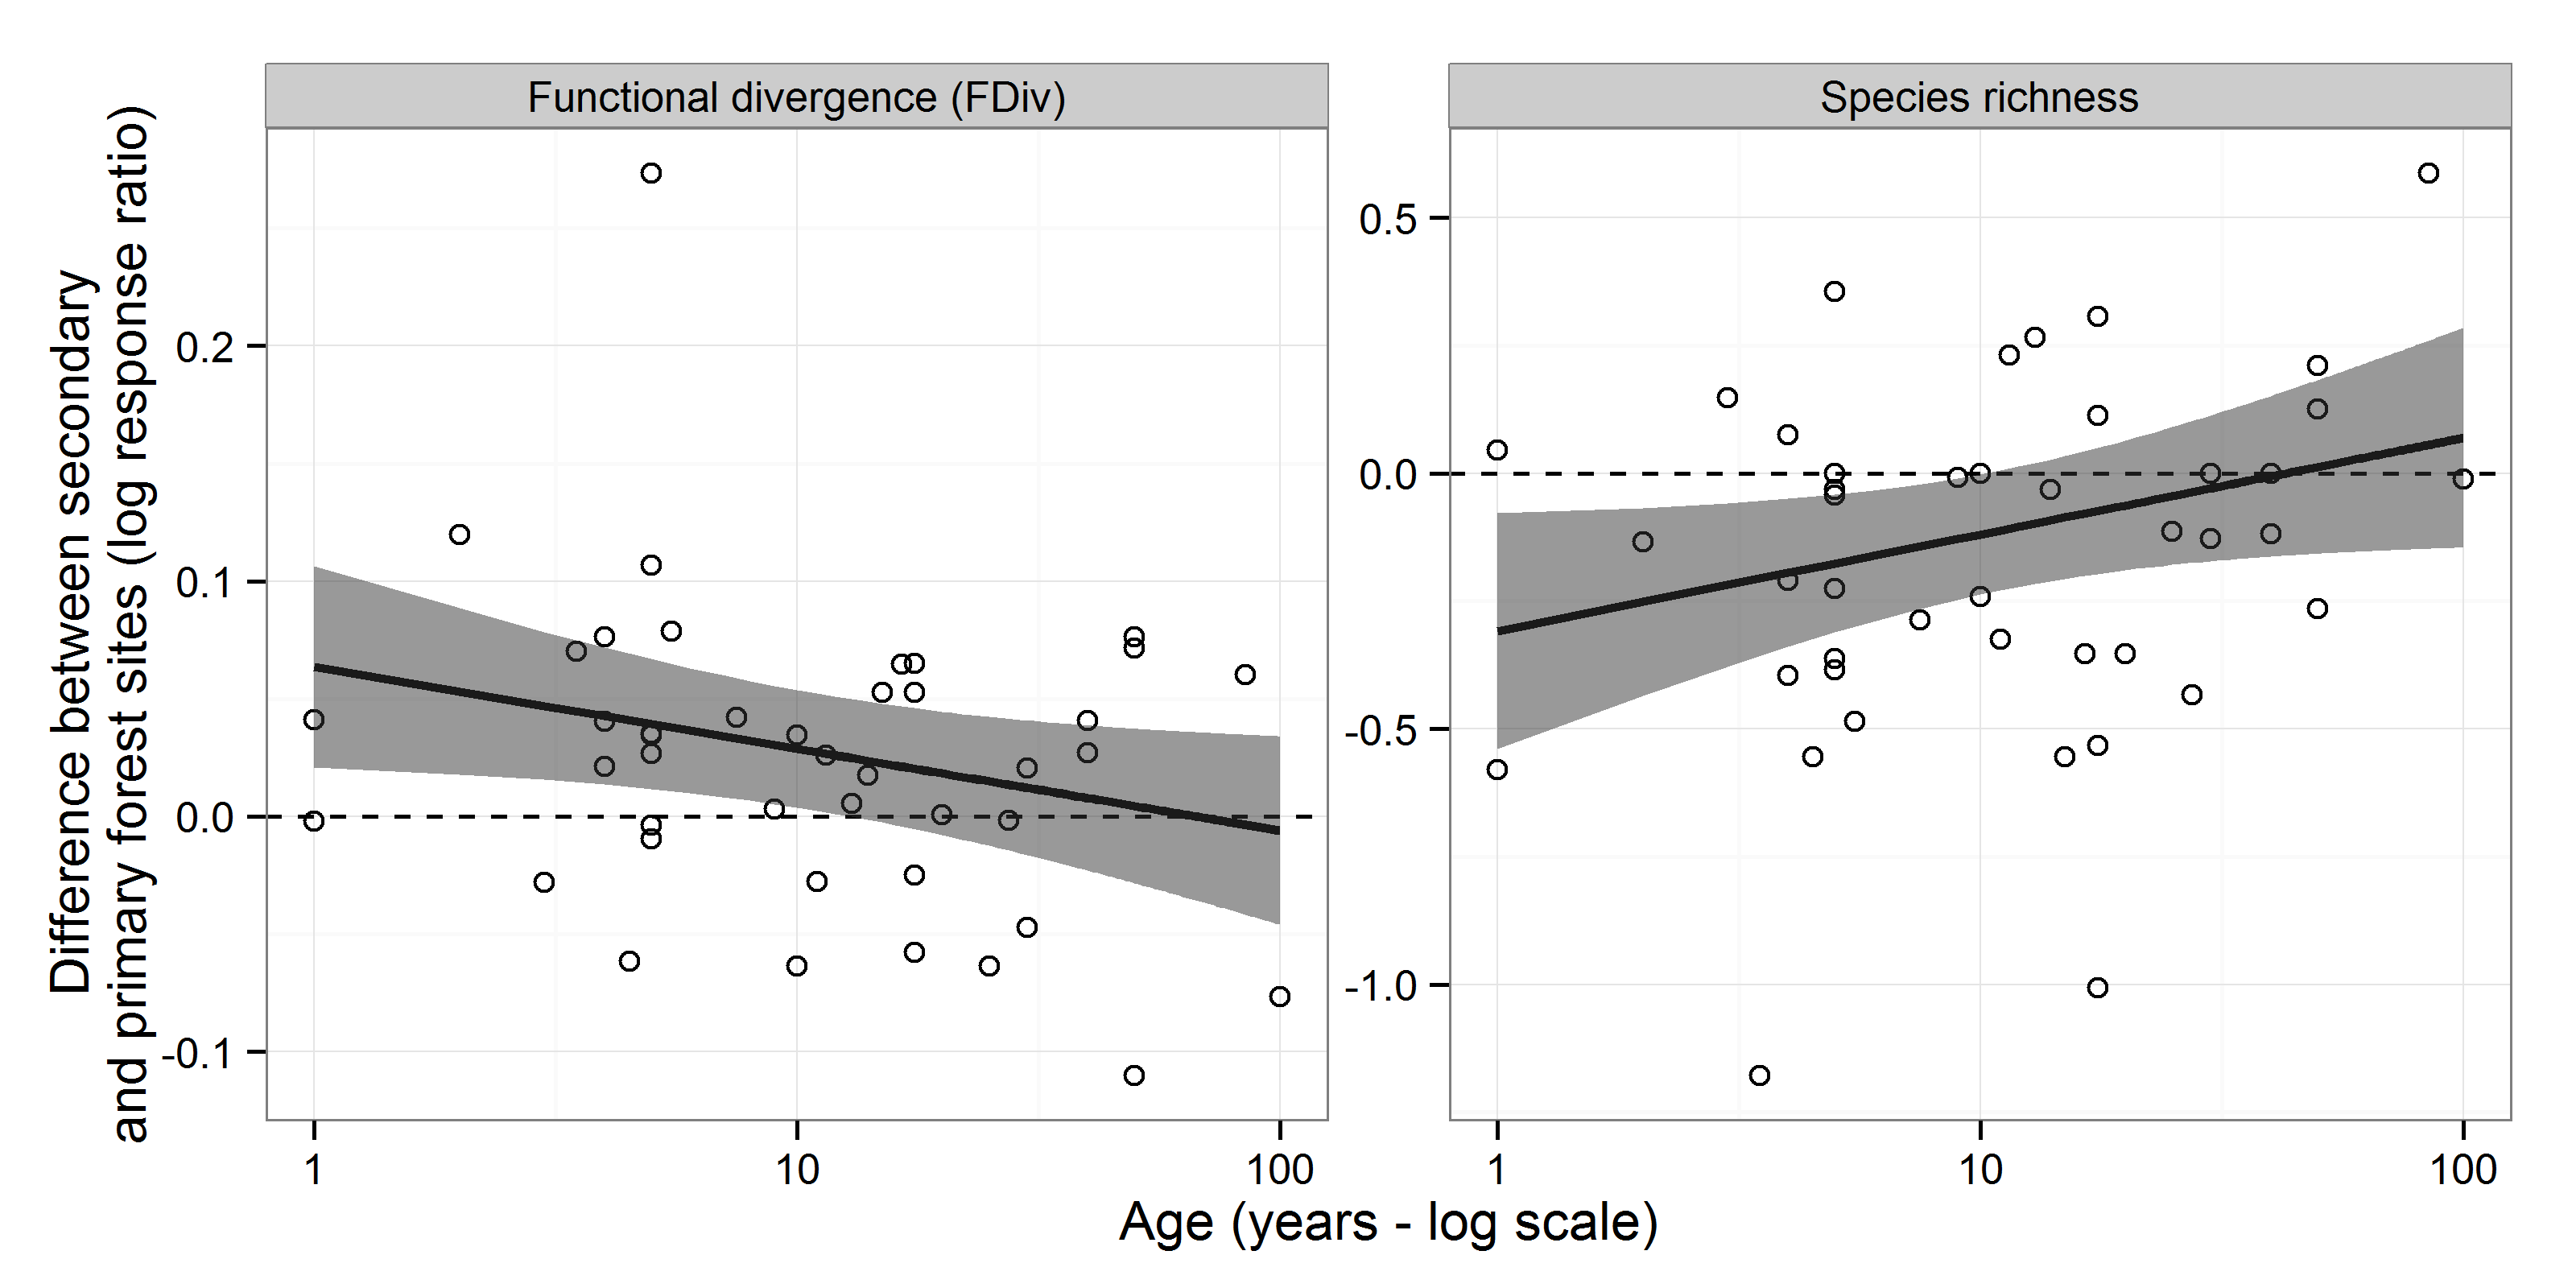 Functional divergence (FDiv)
Species richness
Difference between secondary
and primary forest sites (log response ratio)
0.2
0.1
0.0
-0.1
0.5
0.0
-0.5
-1.0
1 10 100
1 10 100
Age (years - log scale)